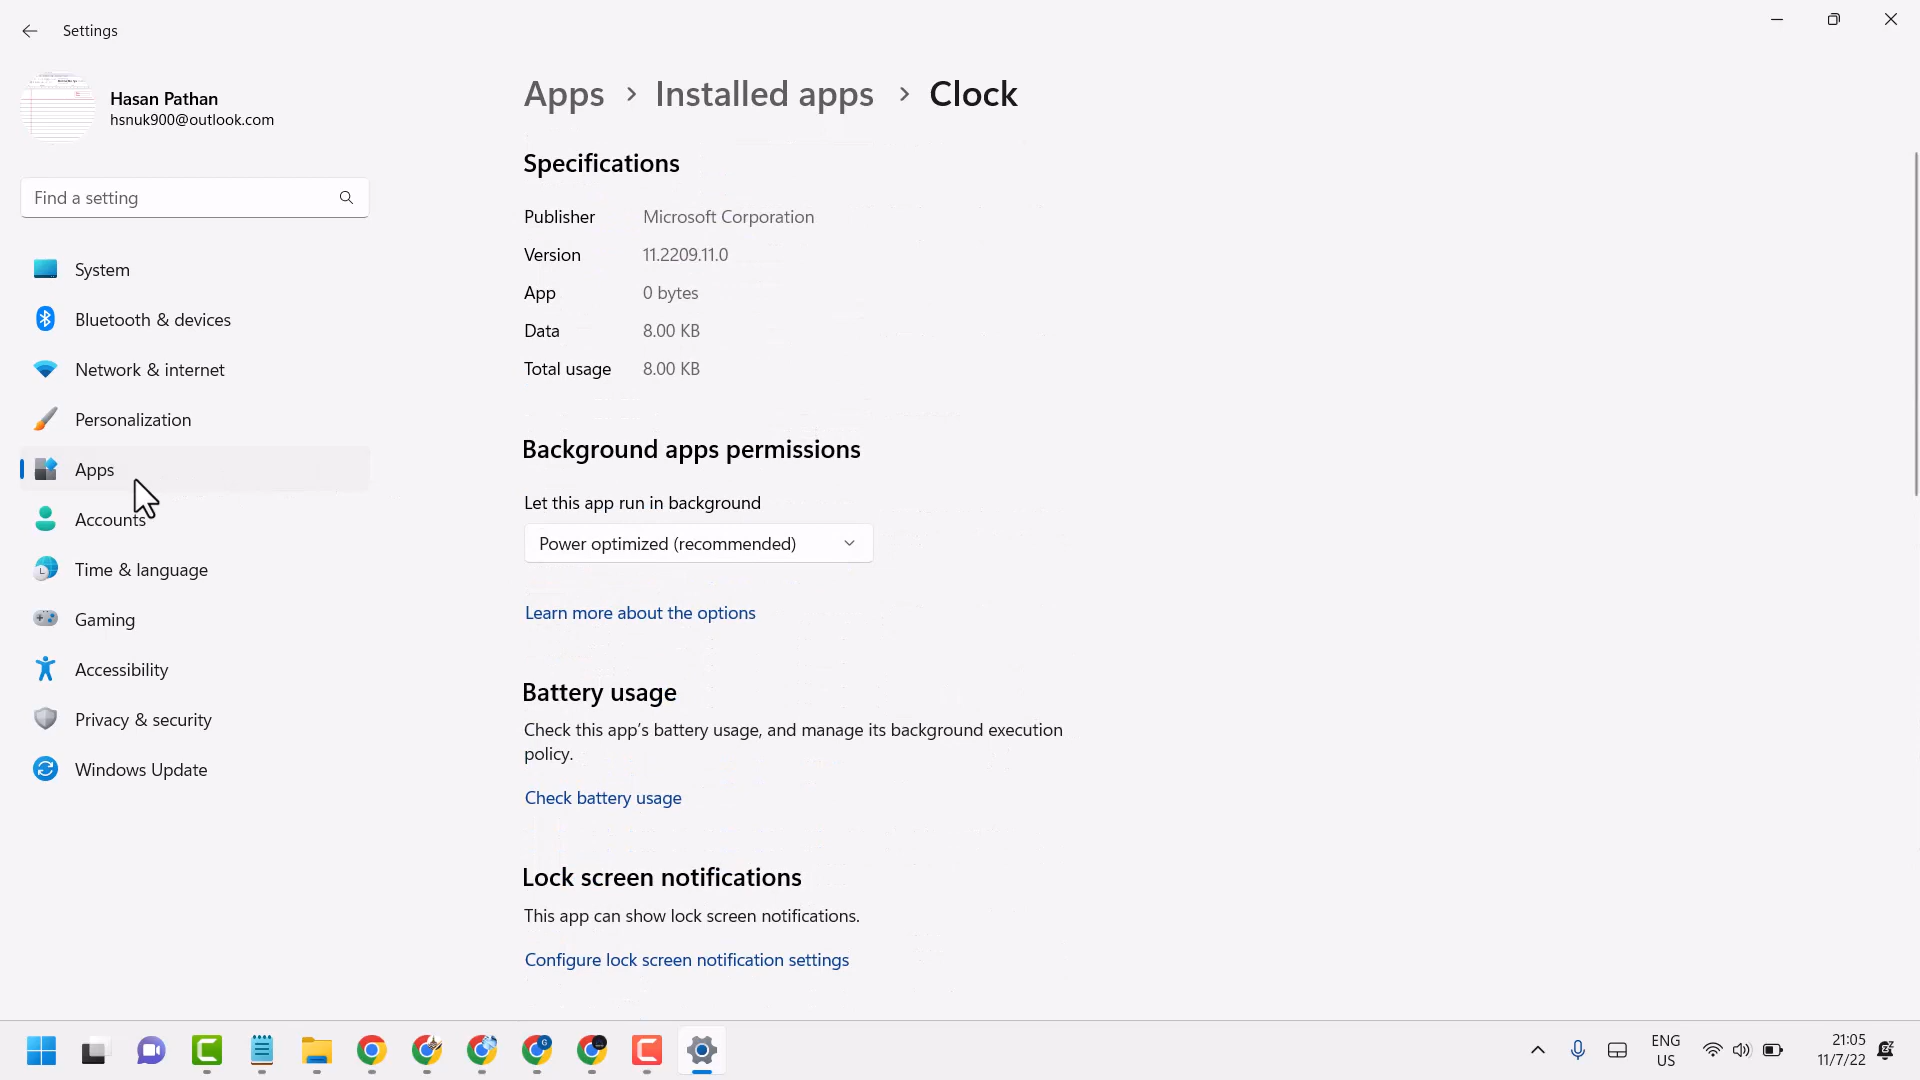 Settings
Hasan Pathan
hsnuk900@outlook.com
Find a setting
System
Bluetooth & devices
Network & internet
Personalization
Apps
Accounts
Time & language
Gaming
Accessibility
Privacy & security
Windows Update
Apps > Installed apps > Clock
Specifications
Publisher Microsoft Corporation
Version 11.2209.11.0
App 0 bytes
Data 8.00 KB
Total usage 8.00 KB
Background apps permissions
Let this app run in background
Power optimized (recommended)
Learn more about the options
Battery usage
Check this app's battery usage, and manage its background execution
policy.
Check battery usage
Lock screen notifications
This app can show lock screen notifications.
Configure lock screen notification settings
ENG
US
21:05
11/7/22